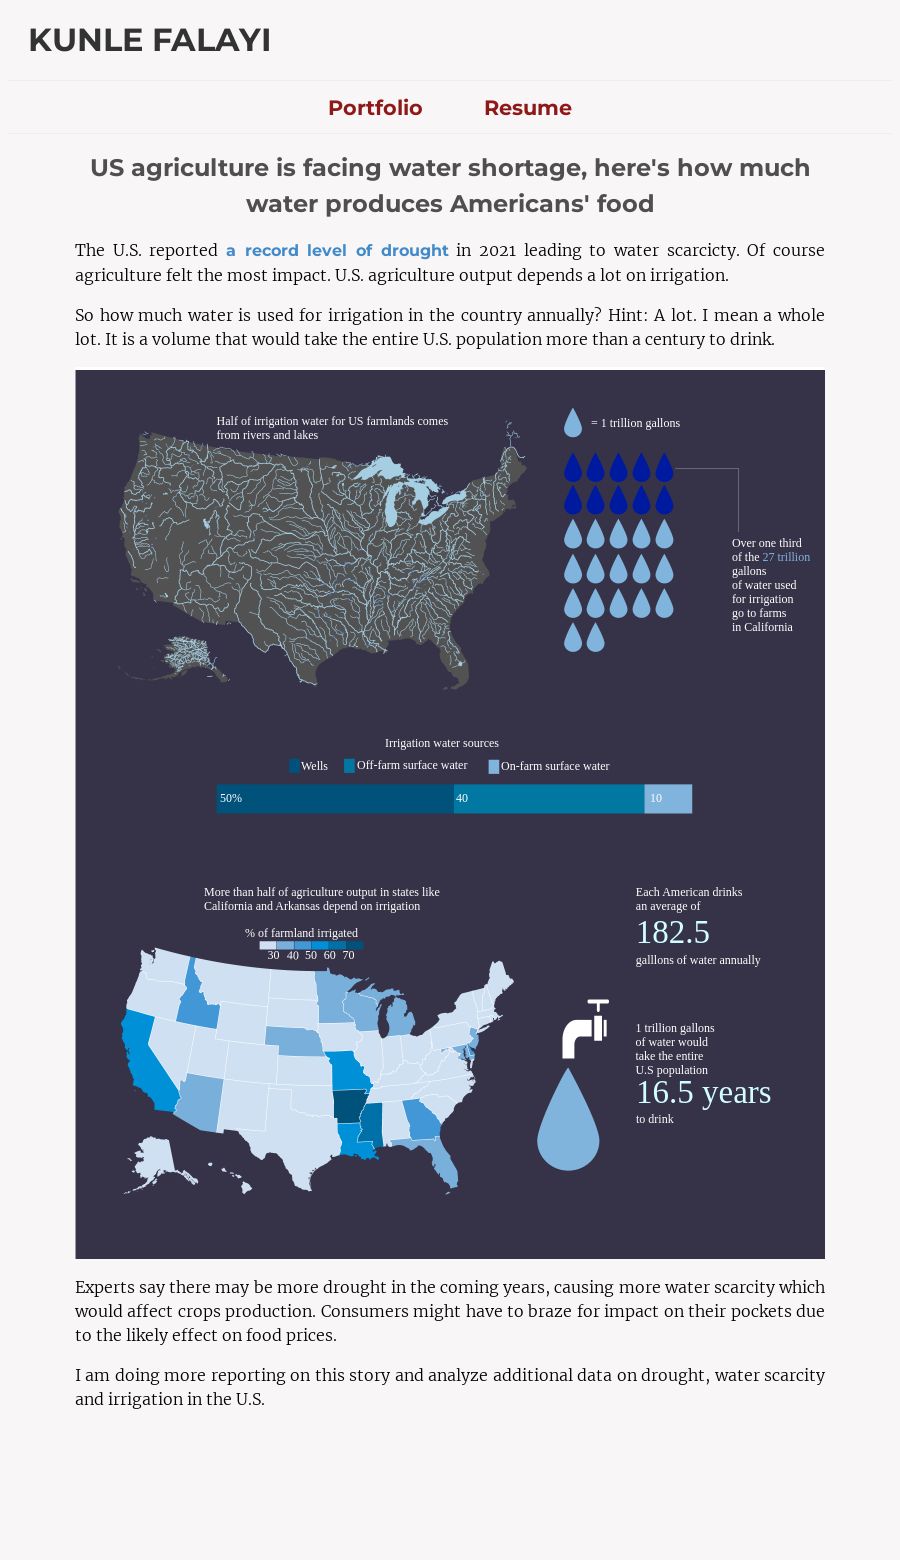 KUNLE FALAYI
Portfolio Resume
US agriculture is facing water shortage, here's how much
water produces Americans' food
The U.S. reported a record level of drought in 2021 leading to water scarcicty. Of course
agriculture felt the most impact. U.S. agriculture output depends a lot on irrigation.
So how much water is used for irrigation in the country annually? Hint: A lot. I mean a whole
lot. It is a volume that would take the entire U.S. population more than a century to drink.
Half of irrigation water for US farmlands comes
from rivers and lakes
= 1 trillion gallons
Over one third
of the 27 trillion
gallons
of water used
for irrigation
go to farms
in California
Irrigation water sources
Wells Off-farm surface water On-farm surface water
50% 40 10
More than half of agriculture output in states like
California and Arkansas depend on irrigation
% of farmland irrigated
30 40 50 60 70
Each American drinks
an average of
182.5
galllons of water annually
1 trillion gallons
of water would
take the entire
U.S population
16.5 years
to drink
Experts say there may be more drought in the coming years, causing more water scarcity which
would affect crops production. Consumers might have to braze for impact on their pockets due
to the likely effect on food prices.
I am doing more reporting on this story and analyze additional data on drought, water scarcity
and irrigation in the U.S.